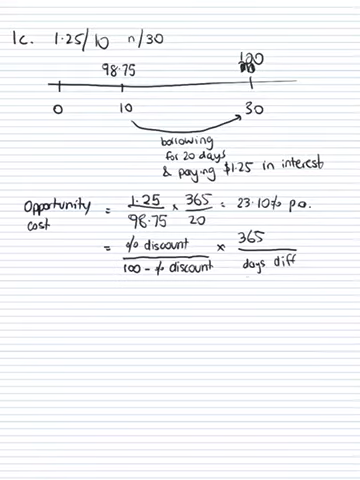 1c. 1.25/10 n/30
98.75 100
0 10 30
borrowing
for 20 days
& paying $1.25 in interest
Opportunity cost = 1.25/98.75 × 365/20 = 23.10% p.a.
= % discount/100 - % discount × 365/days diff